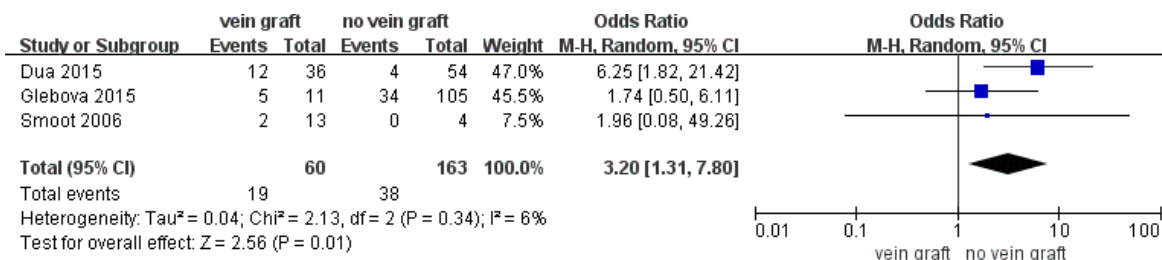 vein graft no vein graft Odds Ratio Odds Ratio
Study or Subgroup Events Total Events Total Weight M-H, Random, 95% CI M-H, Random, 95% CI
Dua 2015 12 36 4 54 47.0% 6.25 [1.82, 21.42]
Glebova 2015 5 11 34 105 45.5% 1.74 [0.50, 6.11]
Smoot 2006 2 13 0 4 7.5% 1.96 [0.08, 49.26]
Total (95% CI) 60 163 100.0% 3.20 [1.31, 7.80]
Total events 19 38
Heterogeneity: Tau² = 0.04; Chi² = 2.13, df = 2 (P = 0.34); I² = 6%
Test for overall effect: Z = 2.56 (P = 0.01)
0.01 0.1 1 10 100
vein graft no vein graft